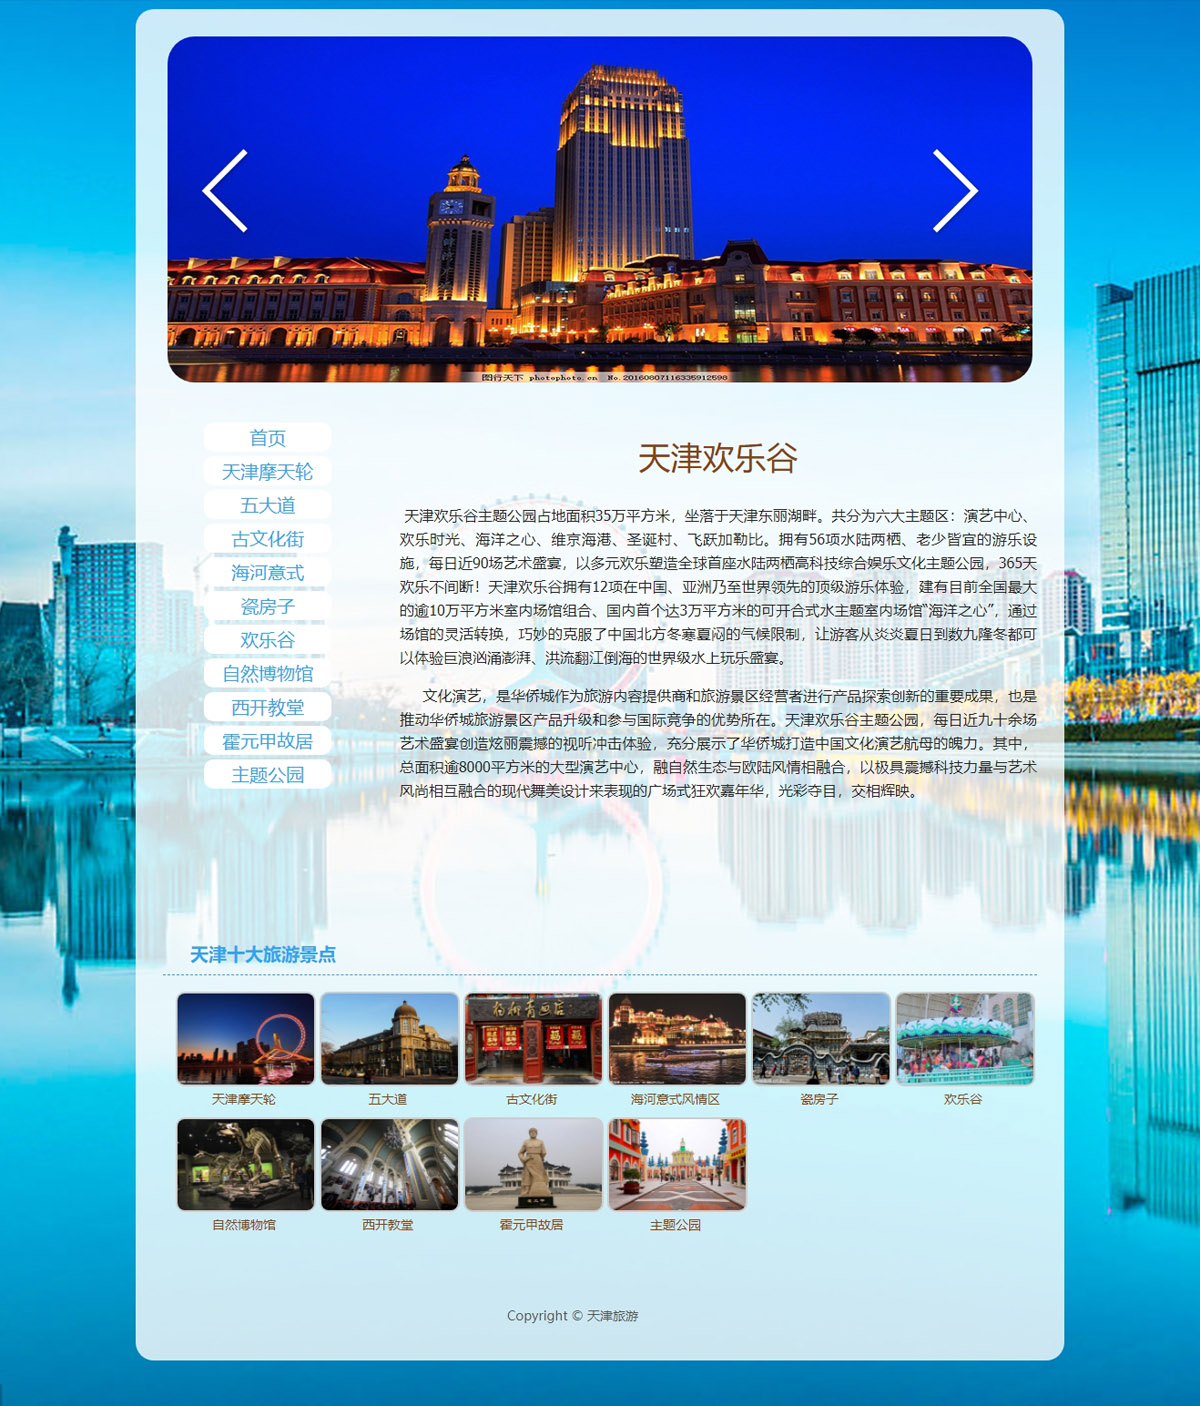 图行天下 photophoto.cn No.20160807116335912598
首页
天津摩天轮
五大道
古文化街
海河意式
瓷房子
欢乐谷
自然博物馆
西开教堂
霍元甲故居
主题公园
天津欢乐谷
天津欢乐谷主题公园占地面积35万平方米，坐落于天津东丽湖畔。共分为六大主题区：演艺中心、
欢乐时光、海洋之心、维京海港、圣诞村、飞跃加勒比。拥有56项水陆两栖、老少皆宜的游乐设
施，每日近90场艺术盛宴，以多元欢乐塑造全球首座水陆两栖高科技综合娱乐文化主题公园，365天
欢乐不间断！天津欢乐谷拥有12项在中国、亚洲乃至世界领先的顶级游乐体验，建有目前全国最大
的逾10万平方米室内场馆组合、国内首个达3万平方米的可开合式水主题室内场馆“海洋之心”，通过
场馆的灵活转换，巧妙的克服了中国北方冬寒夏闷的气候限制，让游客从炎炎夏日到数九隆冬都可
以体验巨浪汹涌澎湃、洪流翻江倒海的世界级水上玩乐盛宴。
文化演艺，是华侨城作为旅游内容提供商和旅游景区经营者进行产品探索创新的重要成果，也是
推动华侨城旅游景区产品升级和参与国际竞争的优势所在。天津欢乐谷主题公园，每日近九十余场
艺术盛宴创造炫丽震撼的视听冲击体验，充分展示了华侨城打造中国文化演艺航母的魄力。其中，
总面积逾8000平方米的大型演艺中心，融自然生态与欧陆风情相融合，以极具震撼科技力量与艺术
风尚相互融合的现代舞美设计来表现的广场式狂欢嘉年华，光彩夺目，交相辉映。
天津十大旅游景点
杨柳青画店
天津摩天轮
五大道
古文化街
海河意式风情区
瓷房子
欢乐谷
自然博物馆
西开教堂
霍元甲故居
主题公园
Copyright © 天津旅游